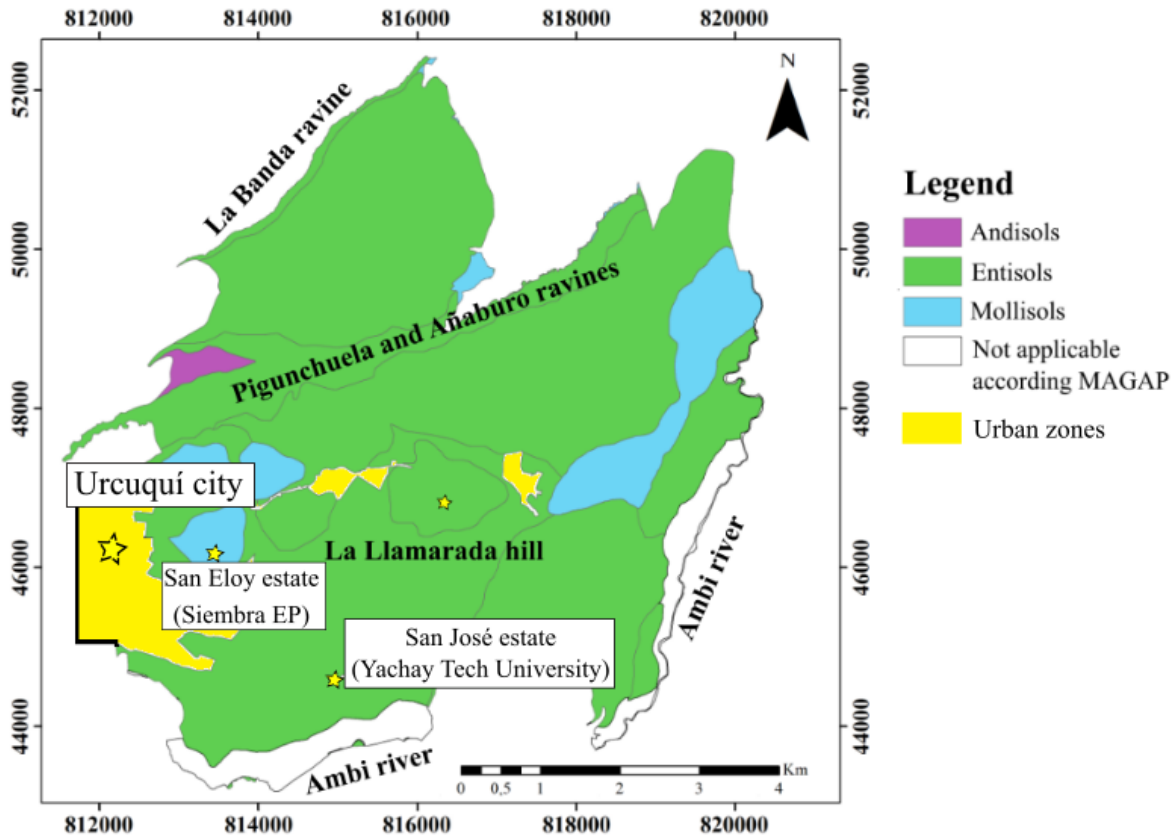 812000 814000 816000 818000 820000
N
52000 52000
La Banda ravine
50000 50000
Pigunchuela and Añaburo ravines
48000 48000
Urcuquí city
La Llamarada hill
46000 46000
San Eloy estate
(Siembra EP)
Ambi river
San José estate
(Yachay Tech University)
44000 44000
Ambi river
Km
0 0,5 1 2 3 4
812000 814000 816000 818000 820000
Legend
Andisols
Entisols
Mollisols
Not applicable
according MAGAP
Urban zones